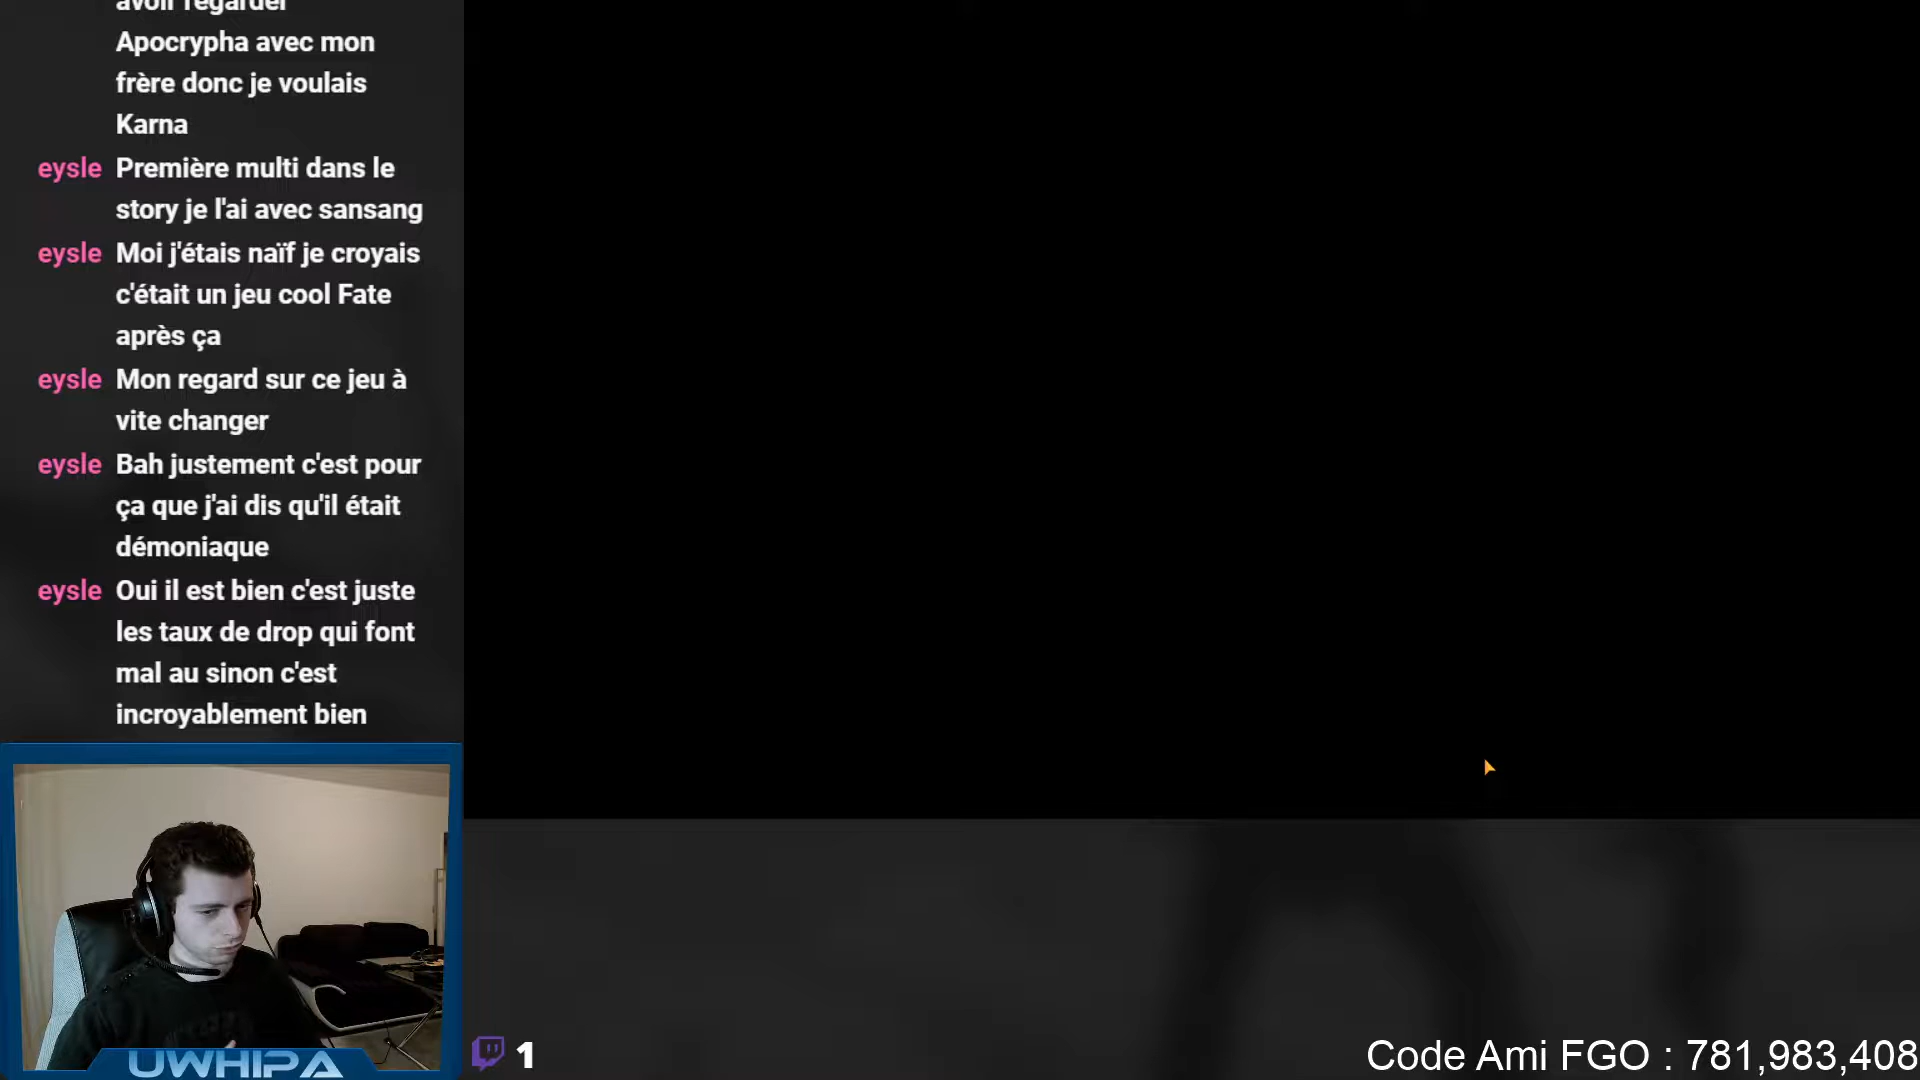 avoir regarder
Apocrypha avec mon
frère donc je voulais
Karna
eysle Première multi dans le
story je l'ai avec sansang
eysle Moi j'étais naïf je croyais
c'était un jeu cool Fate
après ça
eysle Mon regard sur ce jeu à
vite changer
eysle Bah justement c'est pour
ça que j'ai dis qu'il était
démoniaque
eysle Oui il est bien c'est juste
les taux de drop qui font
mal au sinon c'est
incroyablement bien
UWHIPA
1
Code Ami FGO : 781,983,408